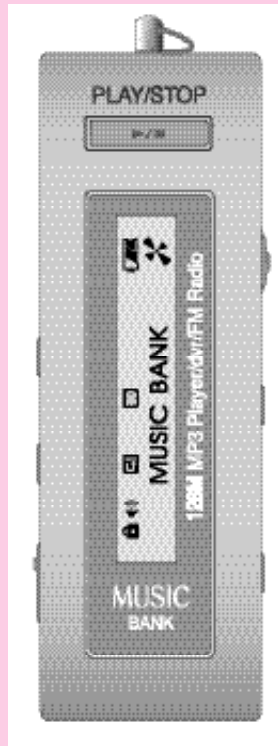 PLAY/STOP
MUSIC BANK
128M MP3 Player/dvr/FM Radio
MUSIC
BANK